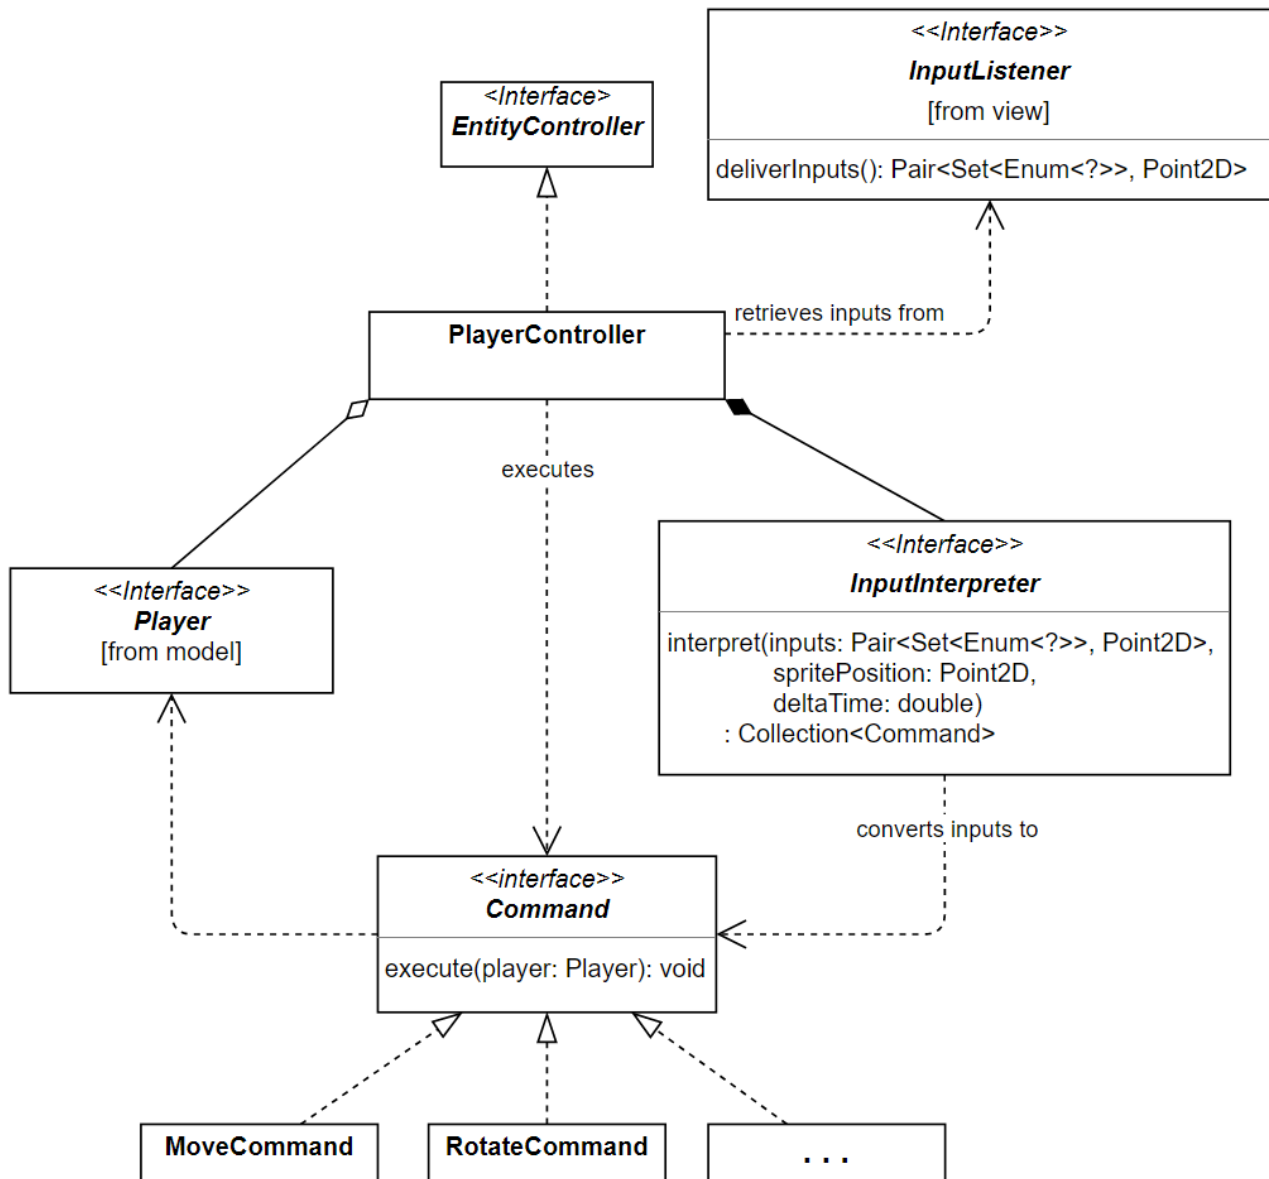 <<Interface>>
InputListener
[from view]
deliverInputs(): Pair<Set<Enum<?>>, Point2D>
<Interface>
EntityController
retrieves inputs from
PlayerController
executes
<<Interface>>
InputInterpreter
interpret(inputs: Pair<Set<Enum<?>>, Point2D>,
spritePosition: Point2D,
deltaTime: double)
: Collection<Command>
<<Interface>>
Player
[from model]
converts inputs to
<<interface>>
Command
execute(player: Player): void
MoveCommand
RotateCommand
. . .